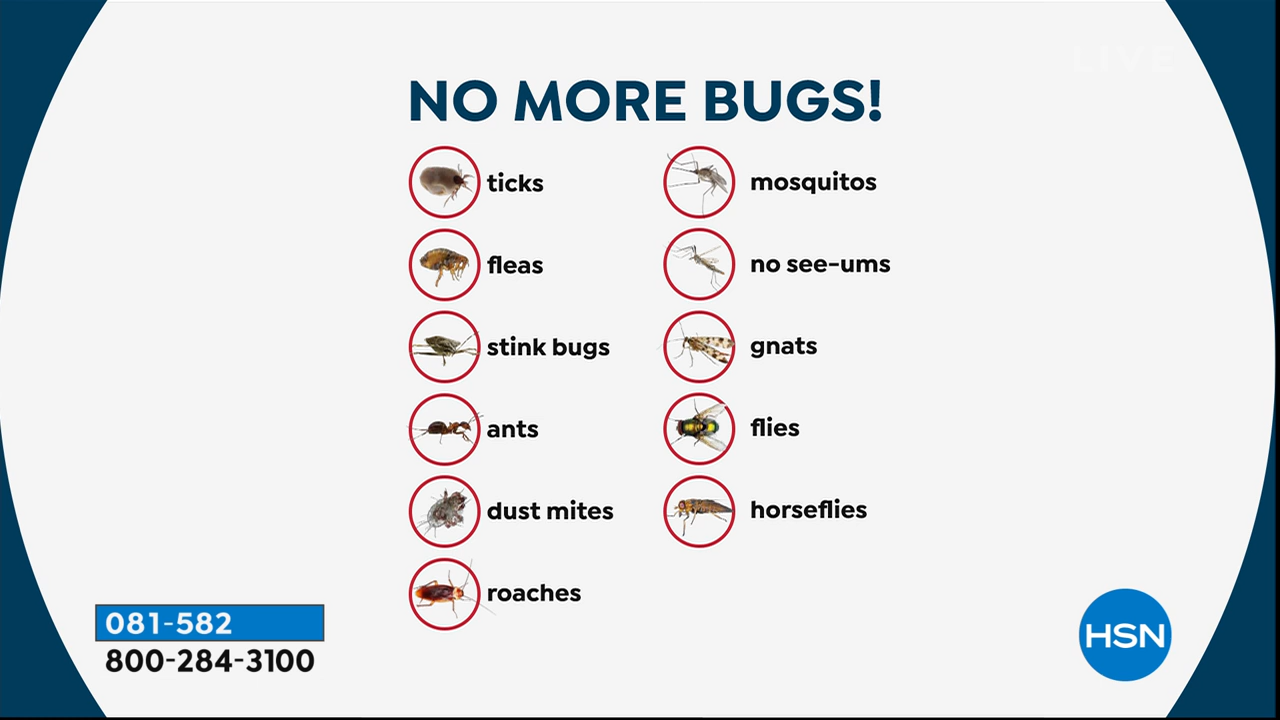 LIVE
NO MORE BUGS!
ticks
fleas
stink bugs
ants
dust mites
roaches
mosquitos
no see-ums
gnats
flies
horseflies
081-582
800-284-3100
HSN